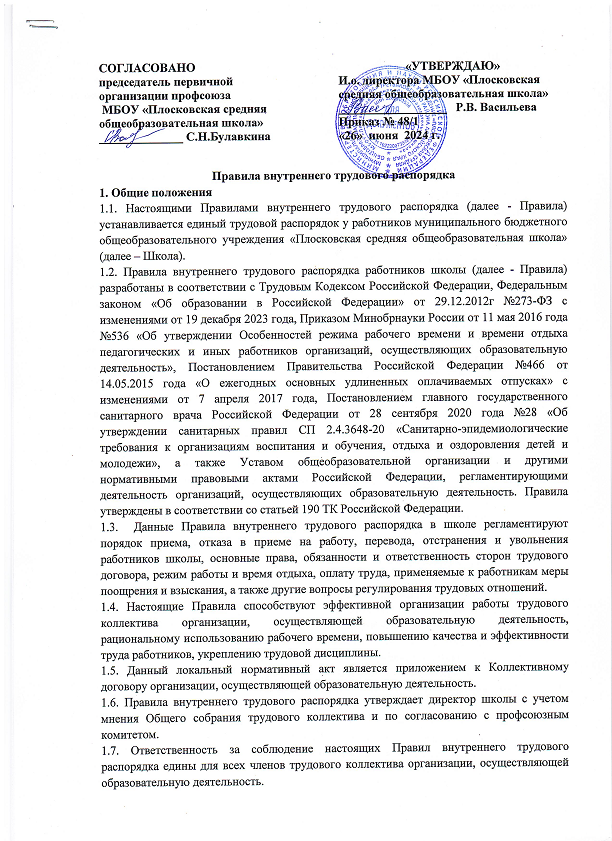 СОГЛАСОВАНО
председатель первичной
организации профсоюза
МБОУ «Плосковская средняя
общеобразовательная школа»
______________ С.Н.Булавкина
«УТВЕРЖДАЮ»
И.о. директора МБОУ «Плосковская
средняя общеобразовательная школа»
Р.В. Васильева
Приказ № 48/1
«26» июня 2024 г.
Правила внутреннего трудового распорядка
1. Общие положения
1.1. Настоящими Правилами внутреннего трудового распорядка (далее - Правила)
устанавливается единый трудовой распорядок у работников муниципального бюджетного
общеобразовательного учреждения «Плосковская средняя общеобразовательная школа»
(далее – Школа).
1.2. Правила внутреннего трудового распорядка работников школы (далее - Правила)
разработаны в соответствии с Трудовым Кодексом Российской Федерации, Федеральным
законом «Об образовании в Российской Федерации» от 29.12.2012г №273-ФЗ с
изменениями от 19 декабря 2023 года, Приказом Минобрнауки России от 11 мая 2016 года
№536 «Об утверждении Особенностей режима рабочего времени и времени отдыха
педагогических и иных работников организаций, осуществляющих образовательную
деятельность», Постановлением Правительства Российской Федерации №466 от
14.05.2015 года «О ежегодных основных удлиненных оплачиваемых отпусках» с
изменениями от 7 апреля 2017 года, Постановлением главного государственного
санитарного врача Российской Федерации от 28 сентября 2020 года №28 «Об
утверждении санитарных правил СП 2.4.3648-20 «Санитарно-эпидемиологические
требования к организациям воспитания и обучения, отдыха и оздоровления детей и
молодежи», а также Уставом общеобразовательной организации и другими
нормативными правовыми актами Российской Федерации, регламентирующими
деятельность организаций, осуществляющих образовательную деятельность. Правила
утверждены в соответствии со статьей 190 ТК Российской Федерации.
1.3. Данные Правила внутреннего трудового распорядка в школе регламентируют
порядок приема, отказа в приеме на работу, перевода, отстранения и увольнения
работников школы, основные права, обязанности и ответственность сторон трудового
договора, режим работы и время отдыха, оплату труда, применяемые к работникам меры
поощрения и взыскания, а также другие вопросы регулирования трудовых отношений.
1.4. Настоящие Правила способствуют эффективной организации работы трудового
коллектива организации, осуществляющей образовательную деятельность,
рациональному использованию рабочего времени, повышению качества и эффективности
труда работников, укреплению трудовой дисциплины.
1.5. Данный локальный нормативный акт является приложением к Коллективному
договору организации, осуществляющей образовательную деятельность.
1.6. Правила внутреннего трудового распорядка утверждает директор школы с учетом
мнения Общего собрания трудового коллектива и по согласованию с профсоюзным
комитетом.
1.7. Ответственность за соблюдение настоящих Правил внутреннего трудового
распорядка едины для всех членов трудового коллектива организации, осуществляющей
образовательную деятельность.